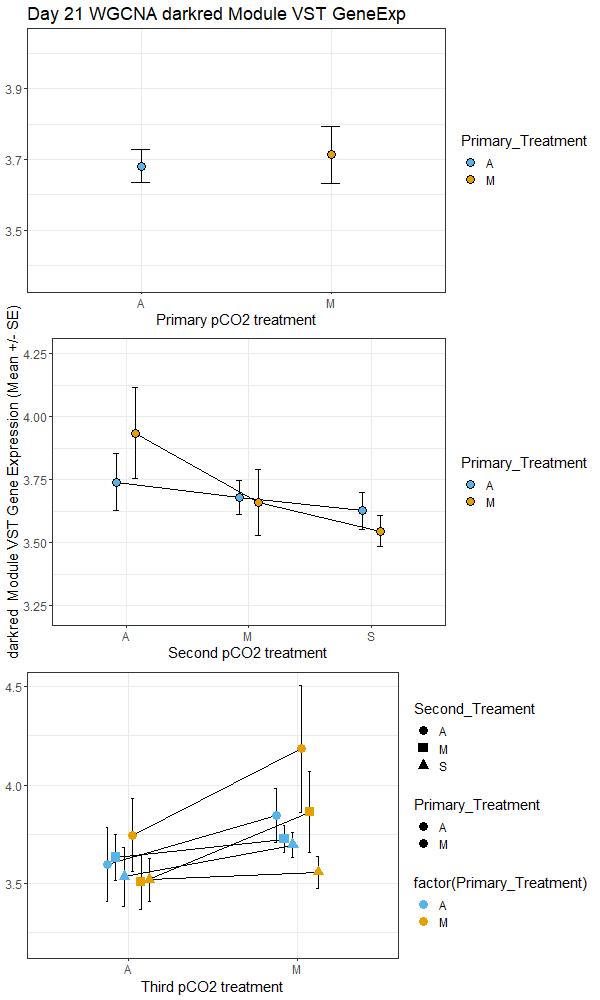 Day 21 WGCNA darkred Module VST GeneExp
3.9
3.7
3.5
A M
Primary pCO2 treatment
Primary_Treatment
A
M
darkred Module VST Gene Expression (Mean +/- SE)
4.25
4.00
3.75
3.50
3.25
A M S
Second pCO2 treatment
Primary_Treatment
A
M
4.5
4.0
3.5
A M
Third pCO2 treatment
Second_Treament
A
M
S
Primary_Treatment
A
M
factor(Primary_Treatment)
A
M